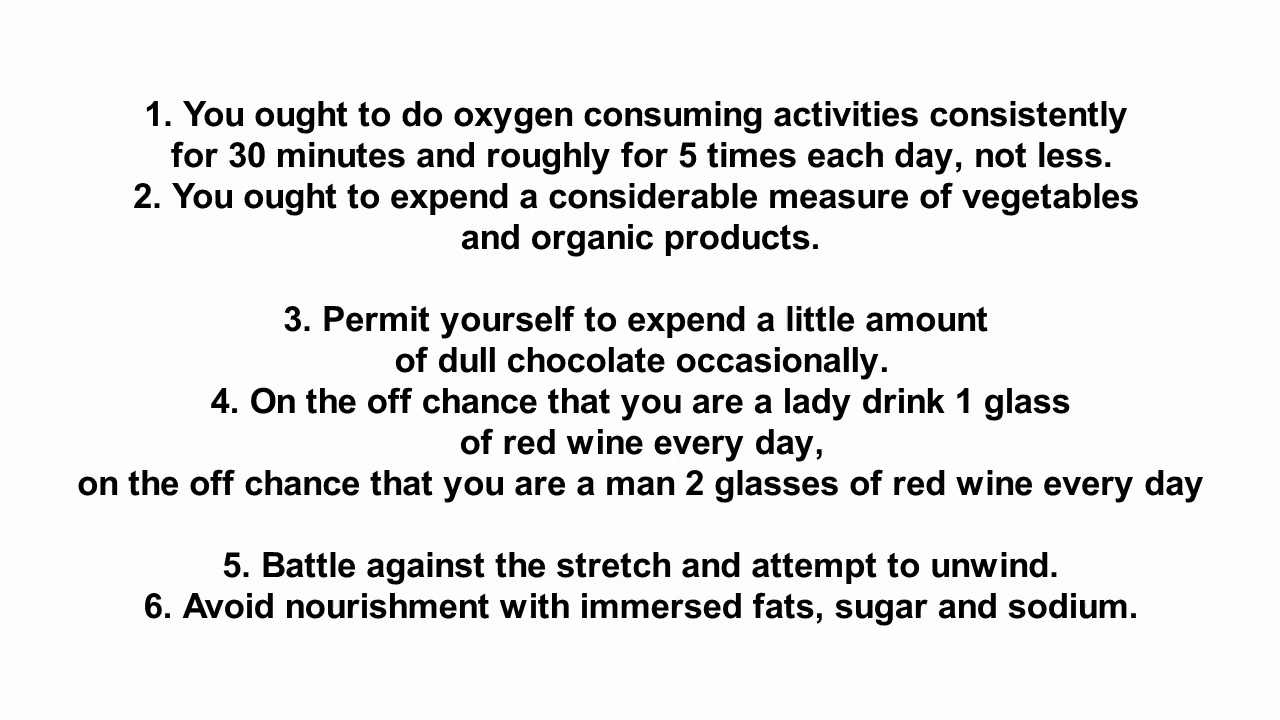 1. You ought to do oxygen consuming activities consistently
for 30 minutes and roughly for 5 times each day, not less.
2. You ought to expend a considerable measure of vegetables
and organic products.
3. Permit yourself to expend a little amount
of dull chocolate occasionally.
4. On the off chance that you are a lady drink 1 glass
of red wine every day,
on the off chance that you are a man 2 glasses of red wine every day
5. Battle against the stretch and attempt to unwind.
6. Avoid nourishment with immersed fats, sugar and sodium.